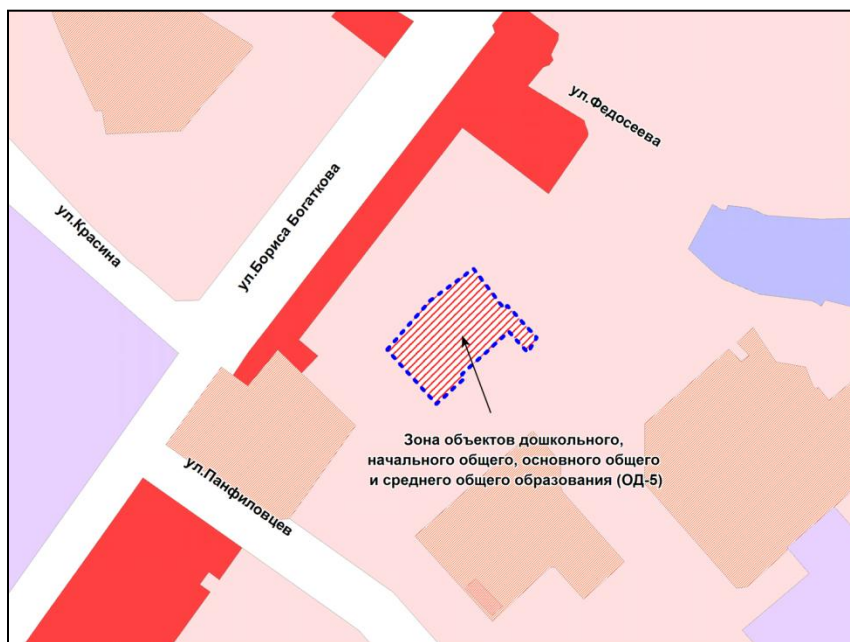 ул.Федосеева
ул.Красина
ул.Бориса Богаткова
Зона объектов дошкольного,
начального общего, основного общего
и среднего общего образования (ОД-5)
ул.Панфиловцев